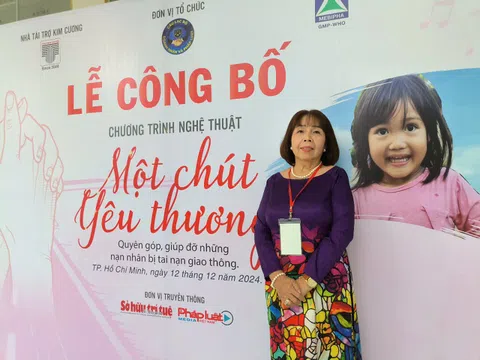 NHÀ TÀI TRỢ KIM CƯƠNG
ĐƠN VỊ TỔ CHỨC
MEDIPHA
GMP-WHO
LỄ CÔNG BỐ
CHƯƠNG TRÌNH NGHỆ THUẬT
Một chút
Yêu thương
Quyên góp, giúp đỡ những
nạn nhân bị tai nạn giao thông.
TP. Hồ Chí Minh, ngày 12 tháng 12 năm 2024.
ĐƠN VỊ TRUYỀN THÔNG
Sở hữu trí tuệ Pháp luật